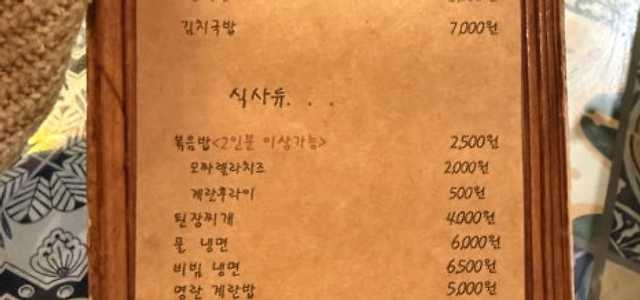 김치국밥 7,000원
식사류. . .
볶음밥<2인분 이상가능> 2,500원
모짜렐라치즈 2,000원
계란후라이 500원
된장찌개 4,000원
물 냉면 6,000원
비빔 냉면 6,500원
명란 계란밥 5,000원